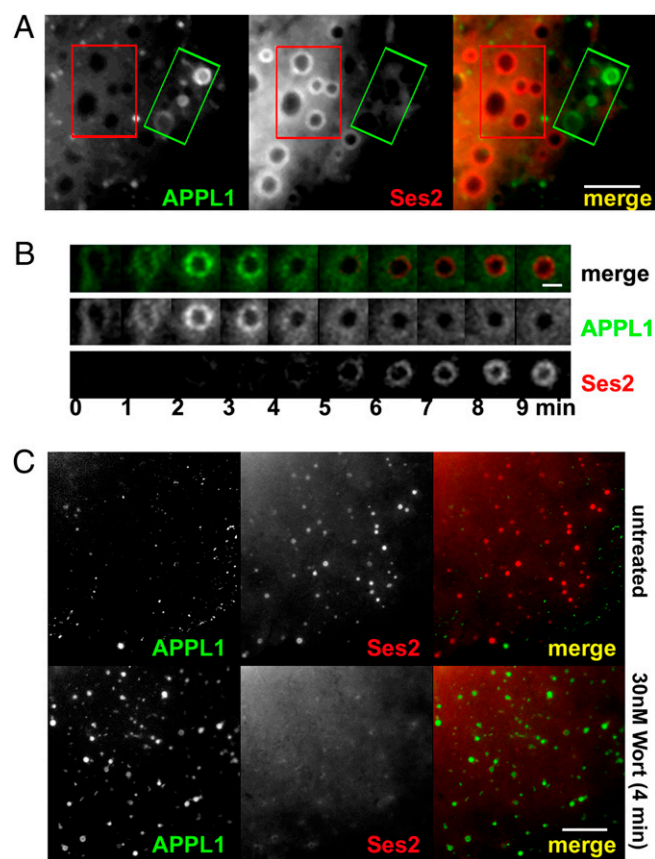 A
APPL1 Ses2 merge
B
merge
APPL1
Ses2
0 1 2 3 4 5 6 7 8 9 min
C
APPL1 Ses2 merge
untreated
APPL1 Ses2 merge
30nM Wort (4 min)